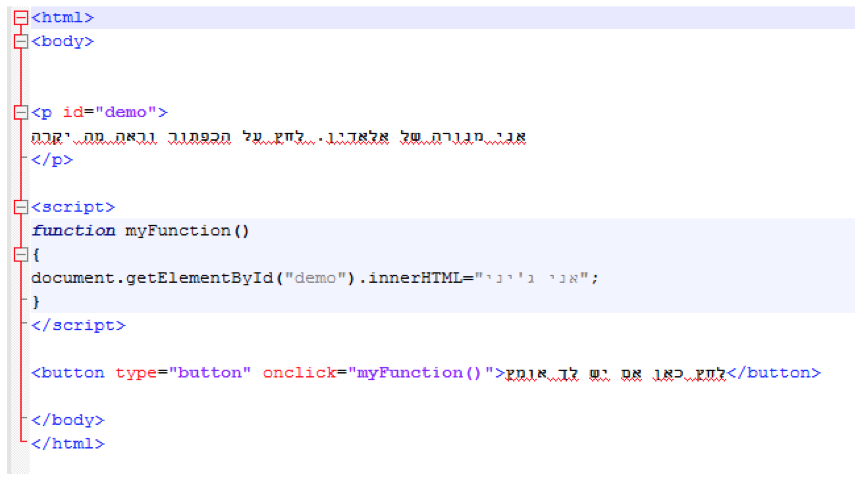 <html>
<body>
<p id="demo">
אני מנורה של אלאדין. לחץ על הכפתור וראה מה יקרה
</p>
<script>
function myFunction()
{
document.getElementById("demo").innerHTML="אני ג'יני";
}
</script>
<button type="button" onclick="myFunction()">לחץ כאן אם יש לך אומץ</button>
</body>
</html>